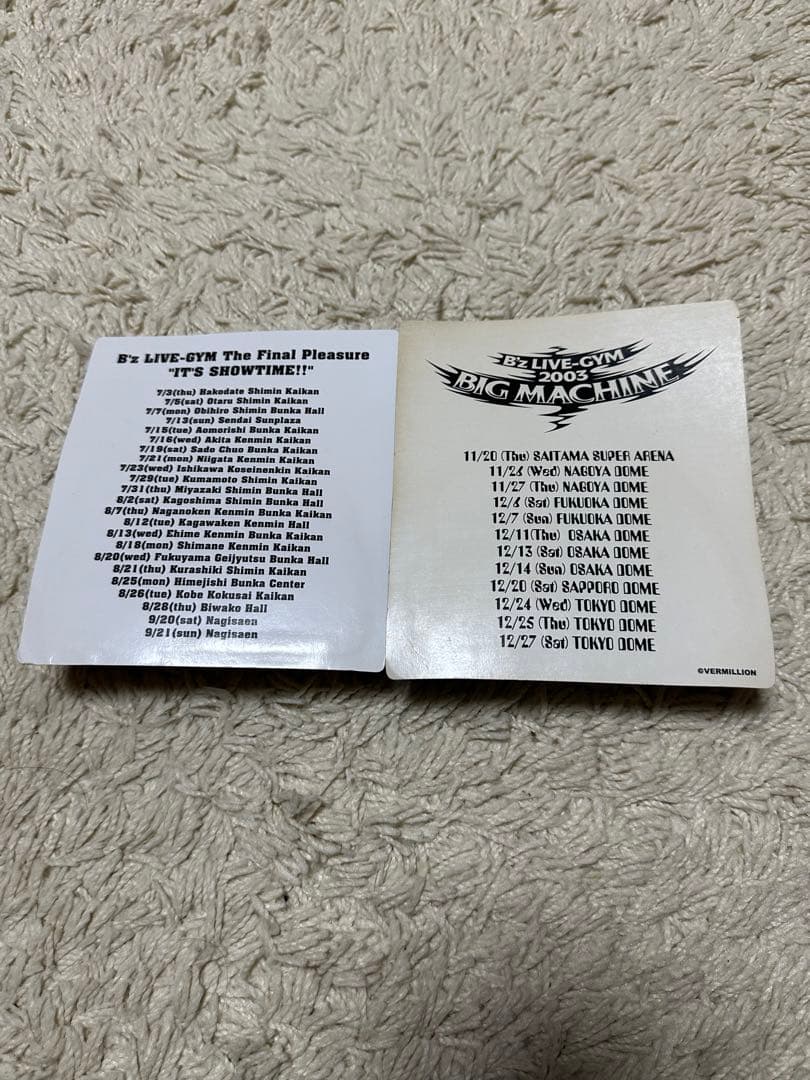 B'z LIVE-GYM The Final Pleasure
"IT'S SHOWTIME!!"
7/3(thu) Hakodate Shimin Kaikan
7/5(sat) Otaru Shimin Kaikan
7/7(mon) Obihiro Shimin Bunka Hall
7/13(sun) Sendai Sunplaza
7/15(tue) Aomorishi Bunka Kaikan
7/16(wed) Akita Kenmin Kaikan
7/19(sat) Sado Chuo Bunka Kaikan
7/21(mon) Niigata Kenmin Kaikan
7/23(wed) Ishikawa Koseinenkin Kaikan
7/29(tue) Kumamoto Shimin Kaikan
7/31(thu) Miyazaki Shimin Bunka Hall
8/2(sat) Kagoshima Shimin Bunka Hall
8/7(thu) Naganoken Kenmin Bunka Kaikan
8/12(tue) Kagawaken Kenmin Hall
8/13(wed) Ehime Kenmin Bunka Kaikan
8/18(mon) Shimane Kenmin Kaikan
8/20(wed) Fukuyama Geijyutsu Bunka Hall
8/21(thu) Kurashiki Shimin Kaikan
8/25(mon) Himejishi Bunka Center
8/26(tue) Kobe Kokusai Kaikan
8/28(thu) Biwako Hall
9/20(sat) Nagisaen
9/21(sun) Nagisaen
B'z LIVE-GYM
2003
BIG MACHINE
11/20 (Thu) SAITAMA SUPER ARENA
11/26 (Wed) NAGOYA DOME
11/27 (Thu) NAGOYA DOME
12/6 (Sat) FUKUOKA DOME
12/7 (Sun) FUKUOKA DOME
12/11 (Thu) OSAKA DOME
12/13 (Sat) OSAKA DOME
12/14 (Sun) OSAKA DOME
12/20 (Sat) SAPPORO DOME
12/24 (Wed) TOKYO DOME
12/25 (Thu) TOKYO DOME
12/27 (Sat) TOKYO DOME
©VERMILLION